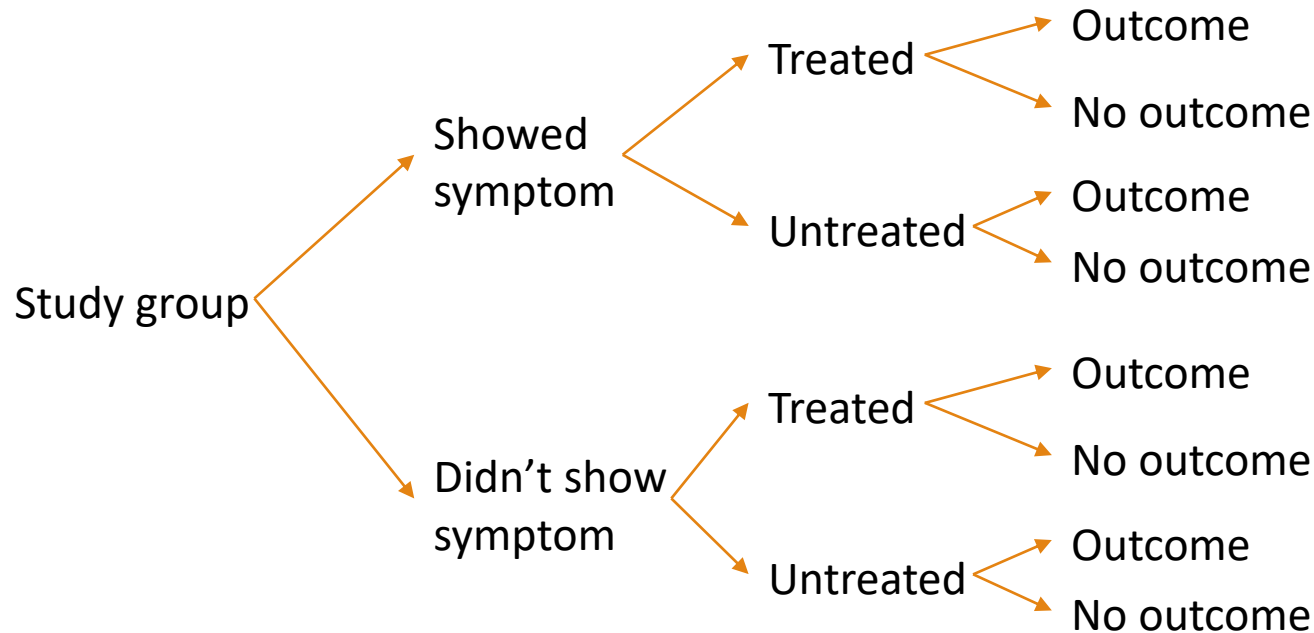 Study group
Showed
symptom
Didn’t show
symptom
Treated
Untreated
Treated
Untreated
Outcome
No outcome
Outcome
No outcome
Outcome
No outcome
Outcome
No outcome